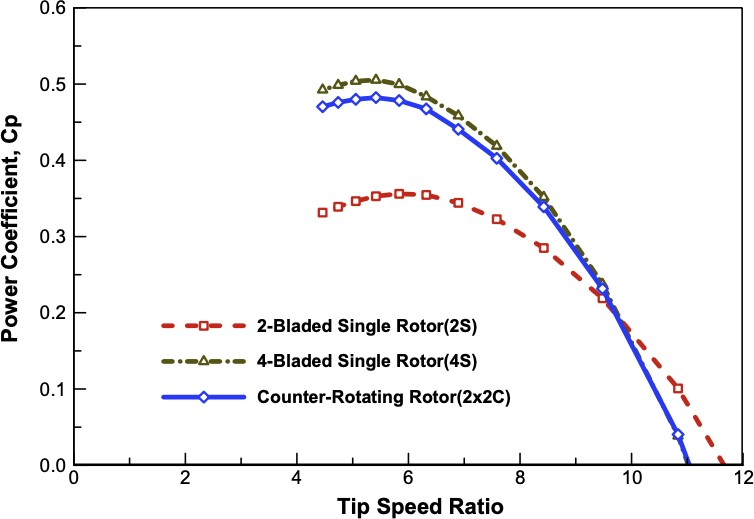 0.6
0.5
0.4
0.3
0.2
0.1
0.0
Power Coefficient, Cp
2-Bladed Single Rotor(2S)
4-Bladed Single Rotor(4S)
Counter-Rotating Rotor(2x2C)
0 2 4 6 8 10 12
Tip Speed Ratio